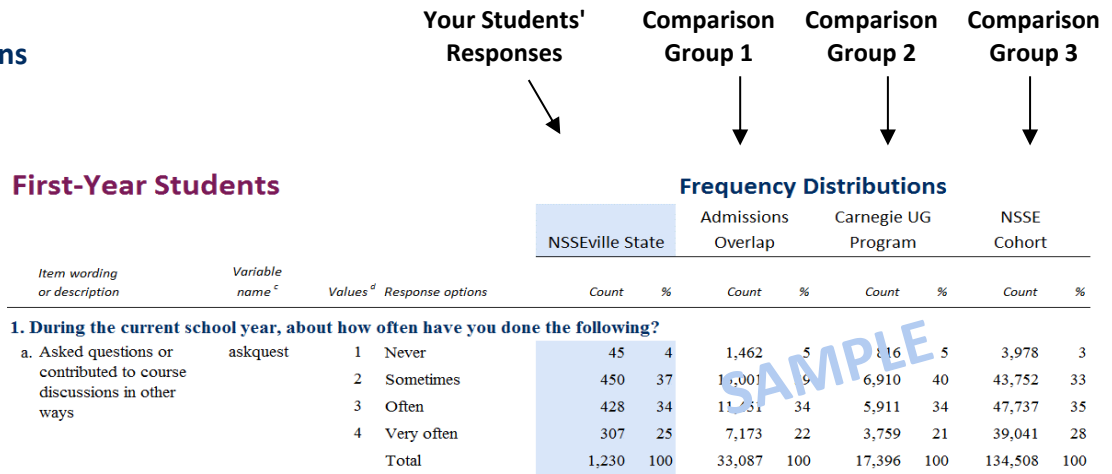 Your Students' Comparison Comparison Comparison
Responses Group 1 Group 2 Group 3
ns
First-Year Students Frequency Distributions
Admissions Carnegie UG NSSE
NSSEville State Overlap Program Cohort
Item wording Variable
or description name c Values d Response options Count % Count % Count % Count %
1. During the current school year, about how often have you done the following?
a. Asked questions or askquest 1 Never 45 4 1,462 5 816 5 3,978 3
contributed to course 2 Sometimes 450 37 13,001 39 6,910 40 43,752 33
discussions in other
ways 3 Often 428 34 11,451 34 5,911 34 47,737 35
4 Very often 307 25 7,173 22 3,759 21 39,041 28
Total 1,230 100 33,087 100 17,396 100 134,508 100
SAMPLE